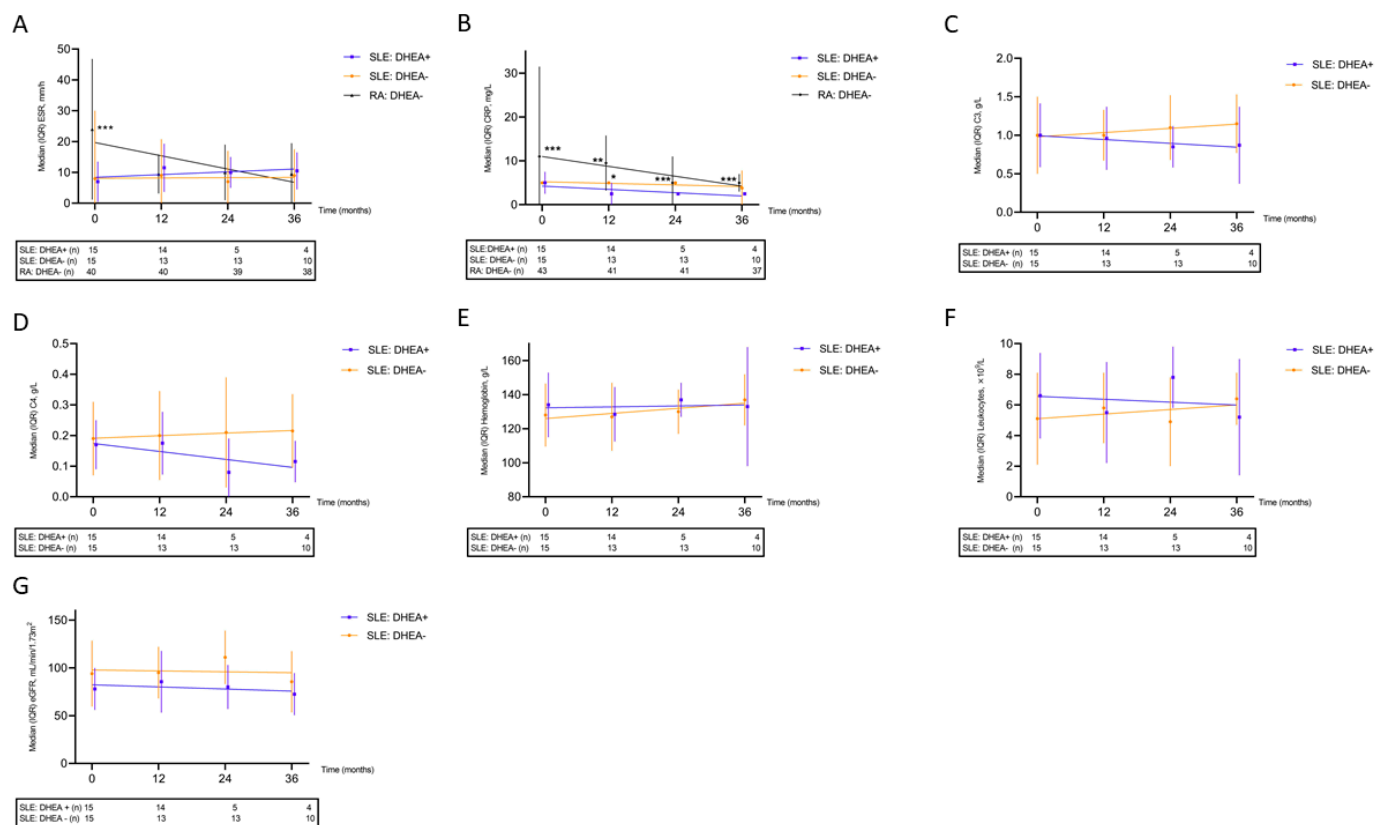 A
Median (IQR) ESR, mm/h
50
40
30
20
10
0
***
SLE: DHEA+
SLE: DHEA-
RA: DHEA-
0 12 24 36
Time (months)
SLE: DHEA+ (n) 15 14 5 4
SLE: DHEA- (n) 15 13 13 10
RA: DHEA- (n) 40 40 39 38
B
Median (IQR) CRP, mg/L
30
20
10
0
***
**
*
***
***
SLE: DHEA+
SLE: DHEA-
RA: DHEA-
0 12 24 36
Time (months)
SLE:DHEA+ (n) 15 14 5 4
SLE: DHEA- (n) 15 13 13 10
RA: DHEA- (n) 43 41 41 37
C
Median (IQR) C3, g/L
2.0
1.5
1.0
0.5
0.0
SLE: DHEA+
SLE: DHEA-
0 12 24 36
Time (months)
SLE: DHEA+ (n) 15 14 5 4
SLE: DHEA- (n) 15 13 13 10
D
Median (IQR) C4, g/L
0.5
0.4
0.3
0.2
0.1
0.0
SLE: DHEA+
SLE: DHEA-
0 12 24 36
Time (months)
SLE: DHEA+ (n) 15 14 5 4
SLE: DHEA- (n) 15 13 13 10
E
Median (IQR) Hemoglobin, g/L
160
140
120
100
80
SLE: DHEA+
SLE: DHEA-
0 12 24 36
Time (months)
SLE: DHEA+ (n) 15 14 5 4
SLE: DHEA- (n) 15 13 13 10
F
Median (IQR) Leukocytes, ×10⁹/L
10
8
6
4
2
0
SLE: DHEA+
SLE: DHEA-
0 12 24 36
Time (months)
SLE: DHEA+ (n) 15 14 5 4
SLE: DHEA- (n) 15 13 13 10
G
Median (IQR) eGFR, mL/min/1.73m²
150
100
50
0
SLE: DHEA+
SLE: DHEA-
0 12 24 36
Time (months)
SLE: DHEA + (n) 15 14 5 4
SLE: DHEA - (n) 15 13 13 10